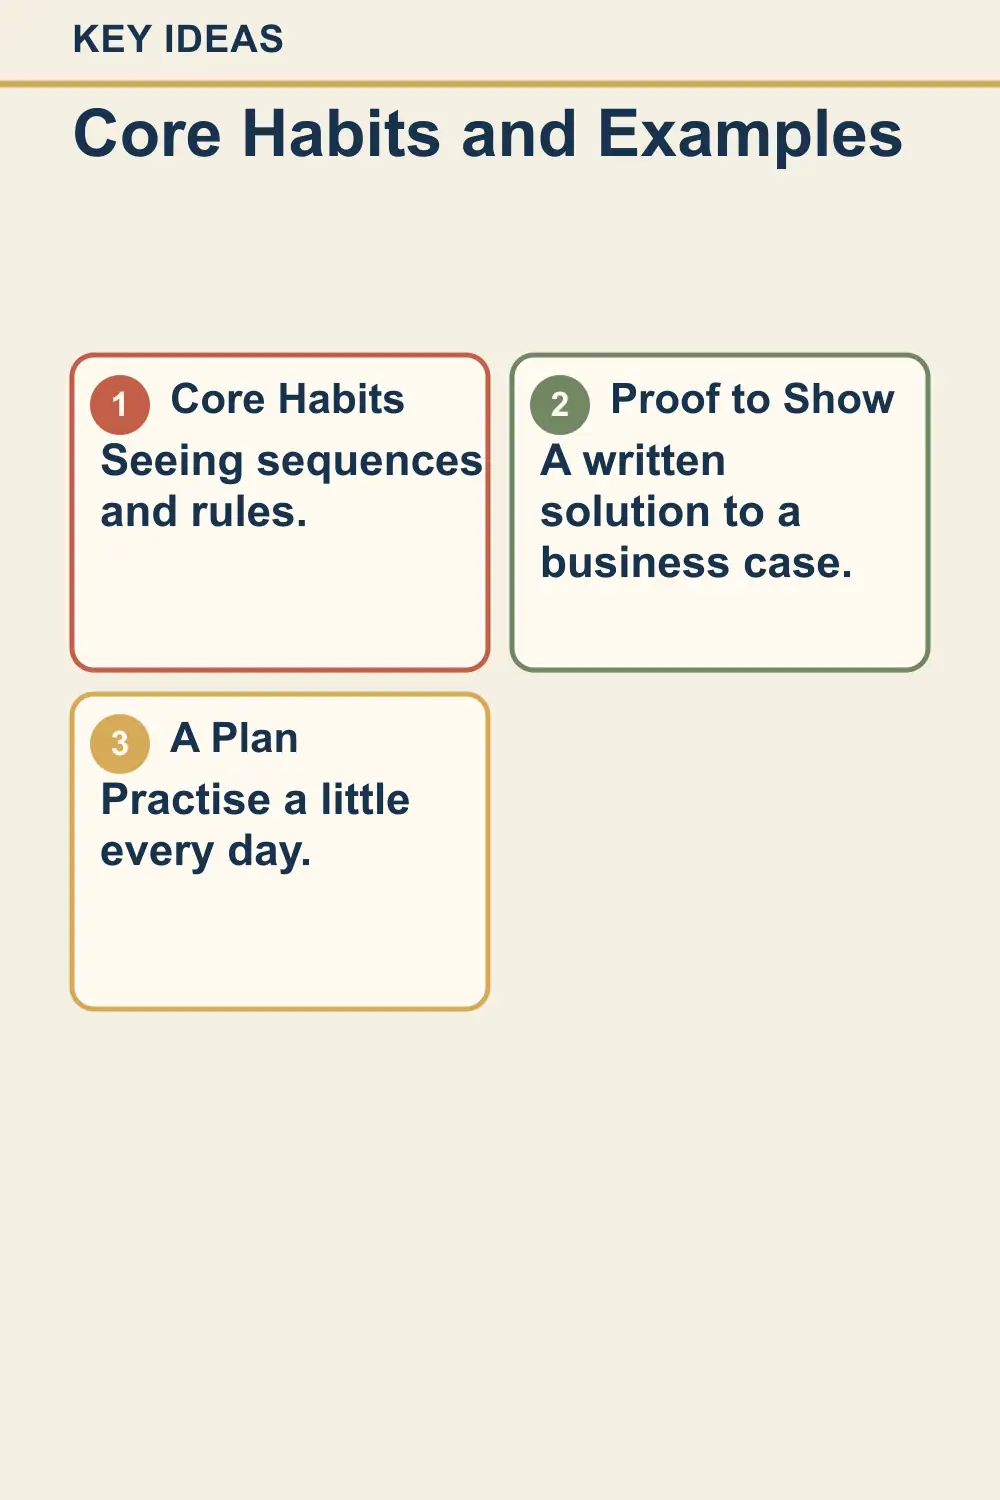 KEY IDEAS
Core Habits and Examples
1 Core Habits
Seeing sequences
and rules.
2 Proof to Show
A written
solution to a
business case.
3 A Plan
Practise a little
every day.